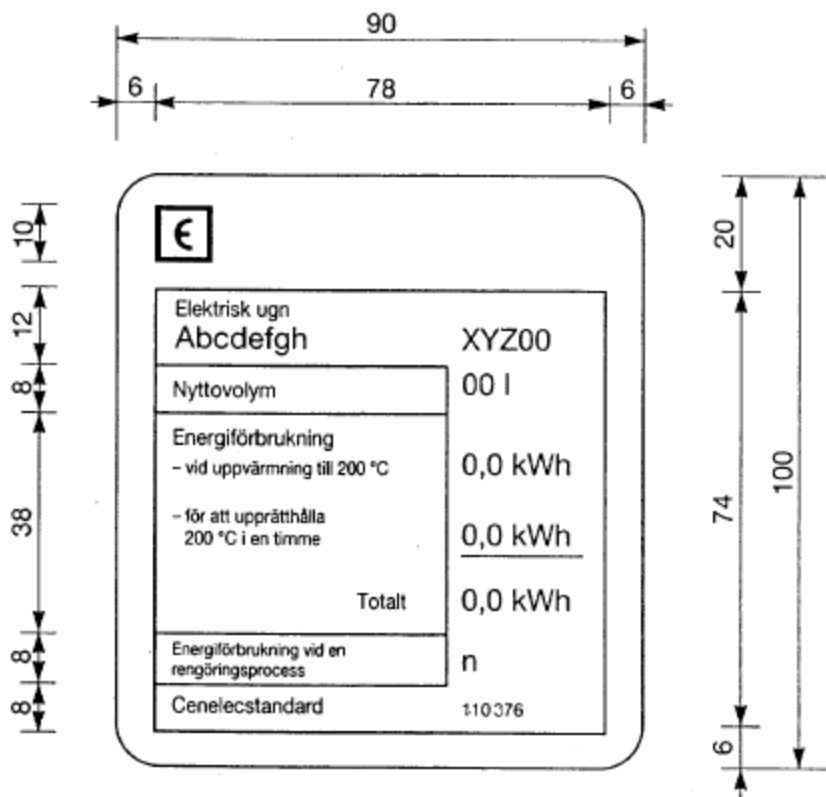 90
6 78 6
10
20
є
12
Elektrisk ugn
Abcdefgh XYZ00
8
Nyttovolym 00 l
Energiförbrukning
– vid uppvärmning till 200 °C 0,0 kWh
38
– för att upprätthålla
200 °C i en timme 0,0 kWh
74
100
Totalt 0,0 kWh
8
Energiförbrukning vid en
rengöringsprocess n
8
Cenelecstandard 110376
6